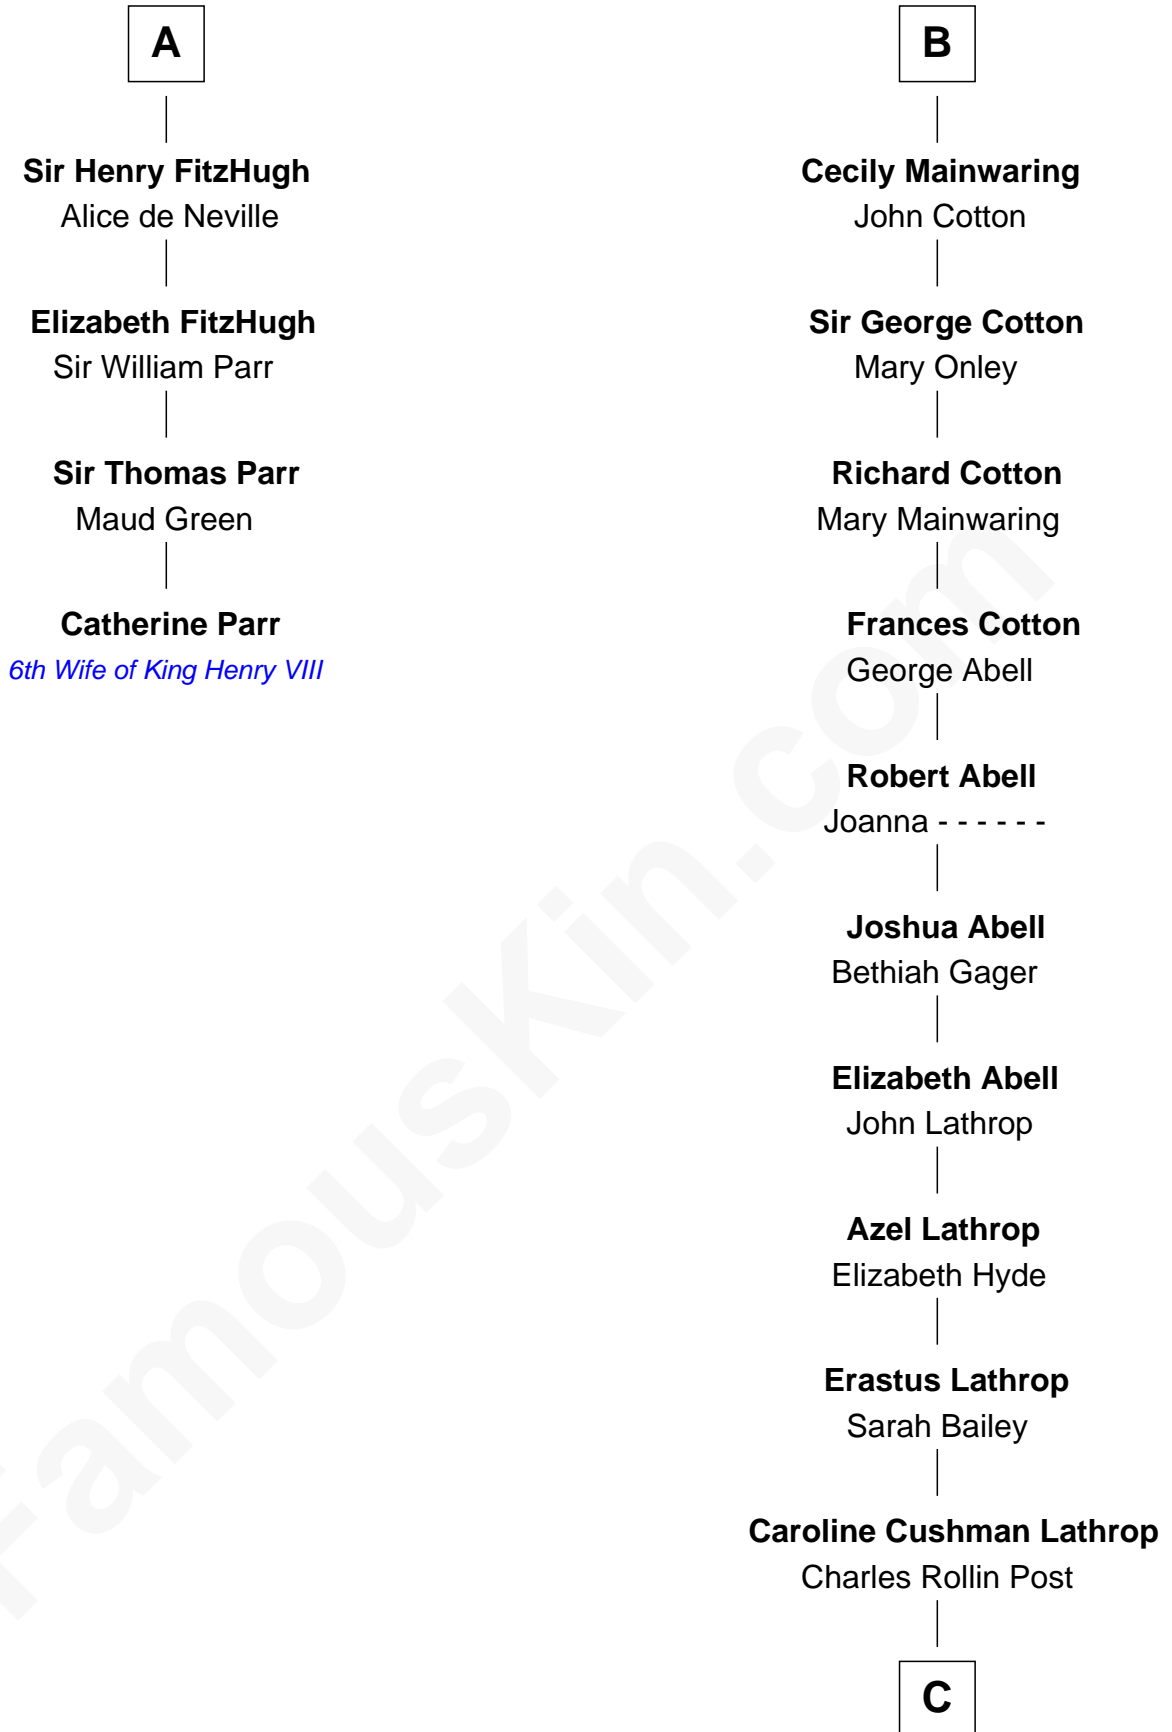 A
Sir Henry FitzHugh
Alice de Neville
Elizabeth FitzHugh
Sir William Parr
Sir Thomas Parr
Maud Green
Catherine Parr
6th Wife of King Henry VIII
B
Cecily Mainwaring
John Cotton
Sir George Cotton
Mary Onley
Richard Cotton
Mary Mainwaring
Frances Cotton
George Abell
Robert Abell
Joanna - - - - - -
Joshua Abell
Bethiah Gager
Elizabeth Abell
John Lathrop
Azel Lathrop
Elizabeth Hyde
Erastus Lathrop
Sarah Bailey
Caroline Cushman Lathrop
Charles Rollin Post
C
FamousKin.com